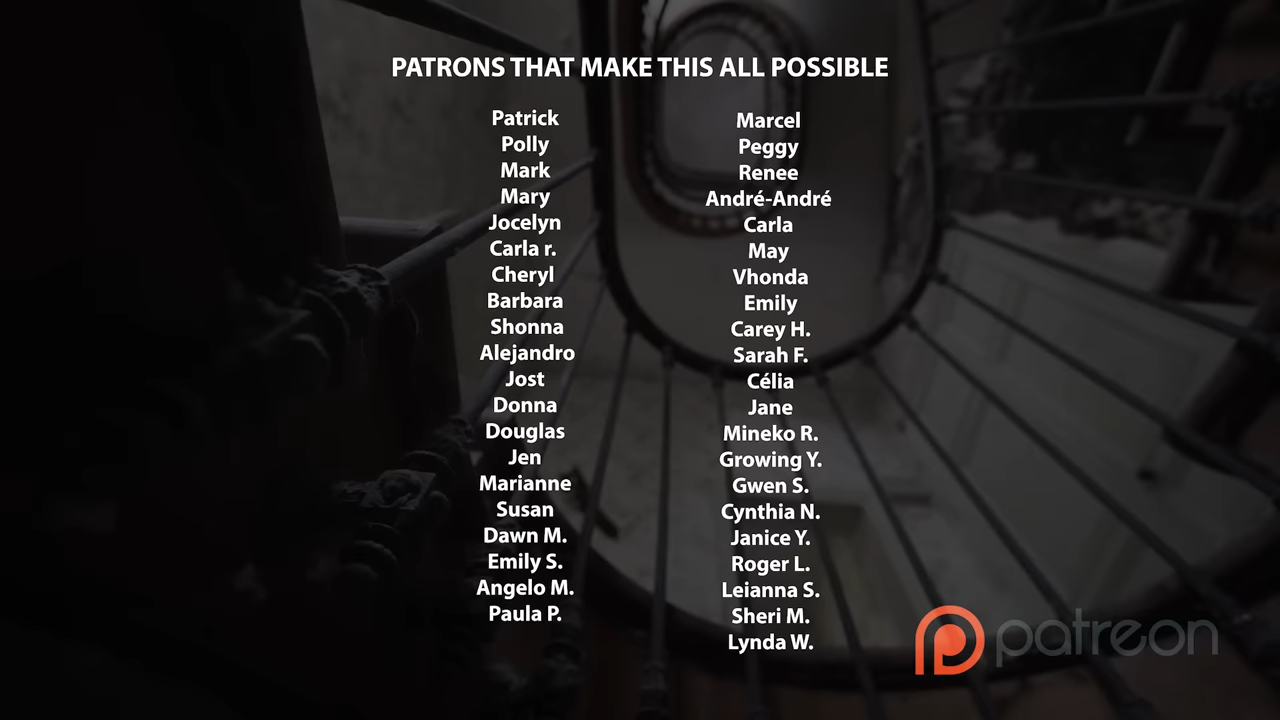 PATRONS THAT MAKE THIS ALL POSSIBLE
Patrick
Polly
Mark
Mary
Jocelyn
Carla r.
Cheryl
Barbara
Shonna
Alejandro
Jost
Donna
Douglas
Jen
Marianne
Susan
Dawn M.
Emily S.
Angelo M.
Paula P.
Marcel
Peggy
Renee
André-André
Carla
May
Vhonda
Emily
Carey H.
Sarah F.
Célia
Jane
Mineko R.
Growing Y.
Gwen S.
Cynthia N.
Janice Y.
Roger L.
Leianna S.
Sheri M.
Lynda W.
patreon